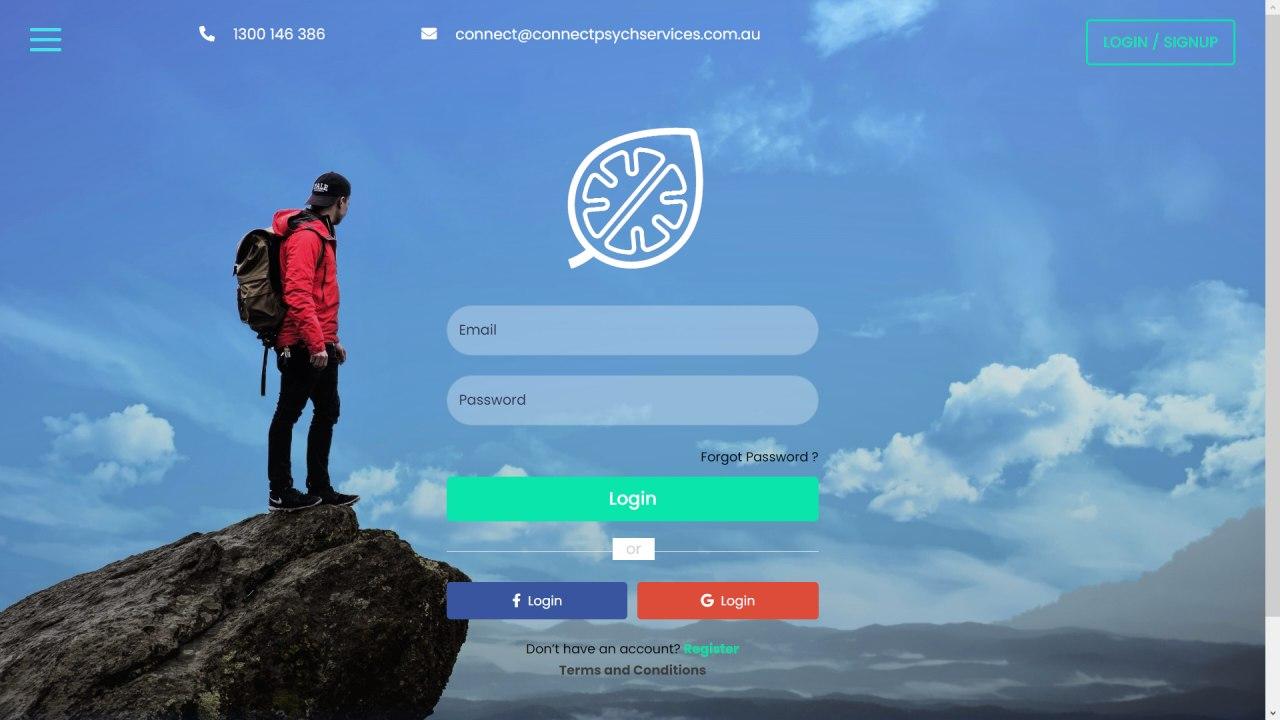 1300 146 386
connect@connectpsychservices.com.au
LOGIN / SIGNUP
Email
Password
Forgot Password ?
Login
or
Login
Login
Don't have an account? Register
Terms and Conditions